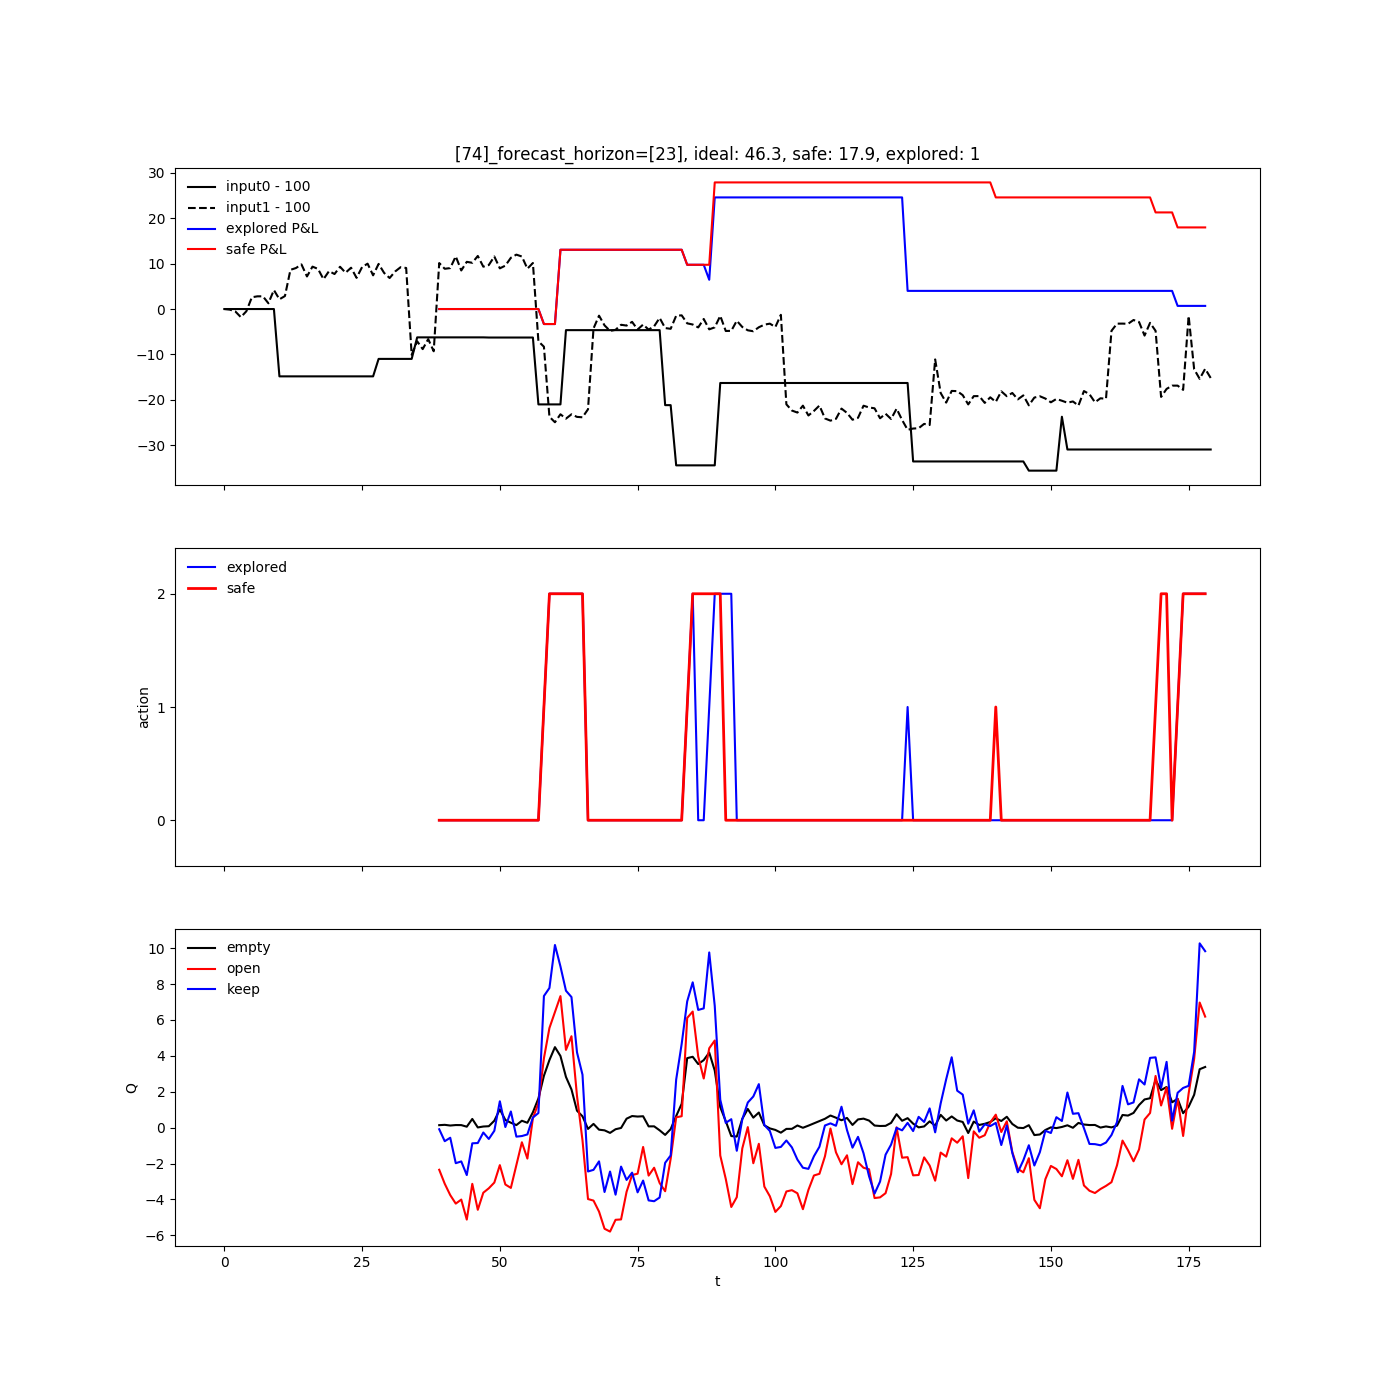 [74]_forecast_horizon=[23], ideal: 46.3, safe: 17.9, explored: 1
30
20
10
0
−10
−20
−30
input0 - 100
input1 - 100
explored P&L
safe P&L
2
1
0
action
explored
safe
10
8
6
4
2
0
−2
−4
−6
Q
empty
open
keep
0 25 50 75 100 125 150 175
t